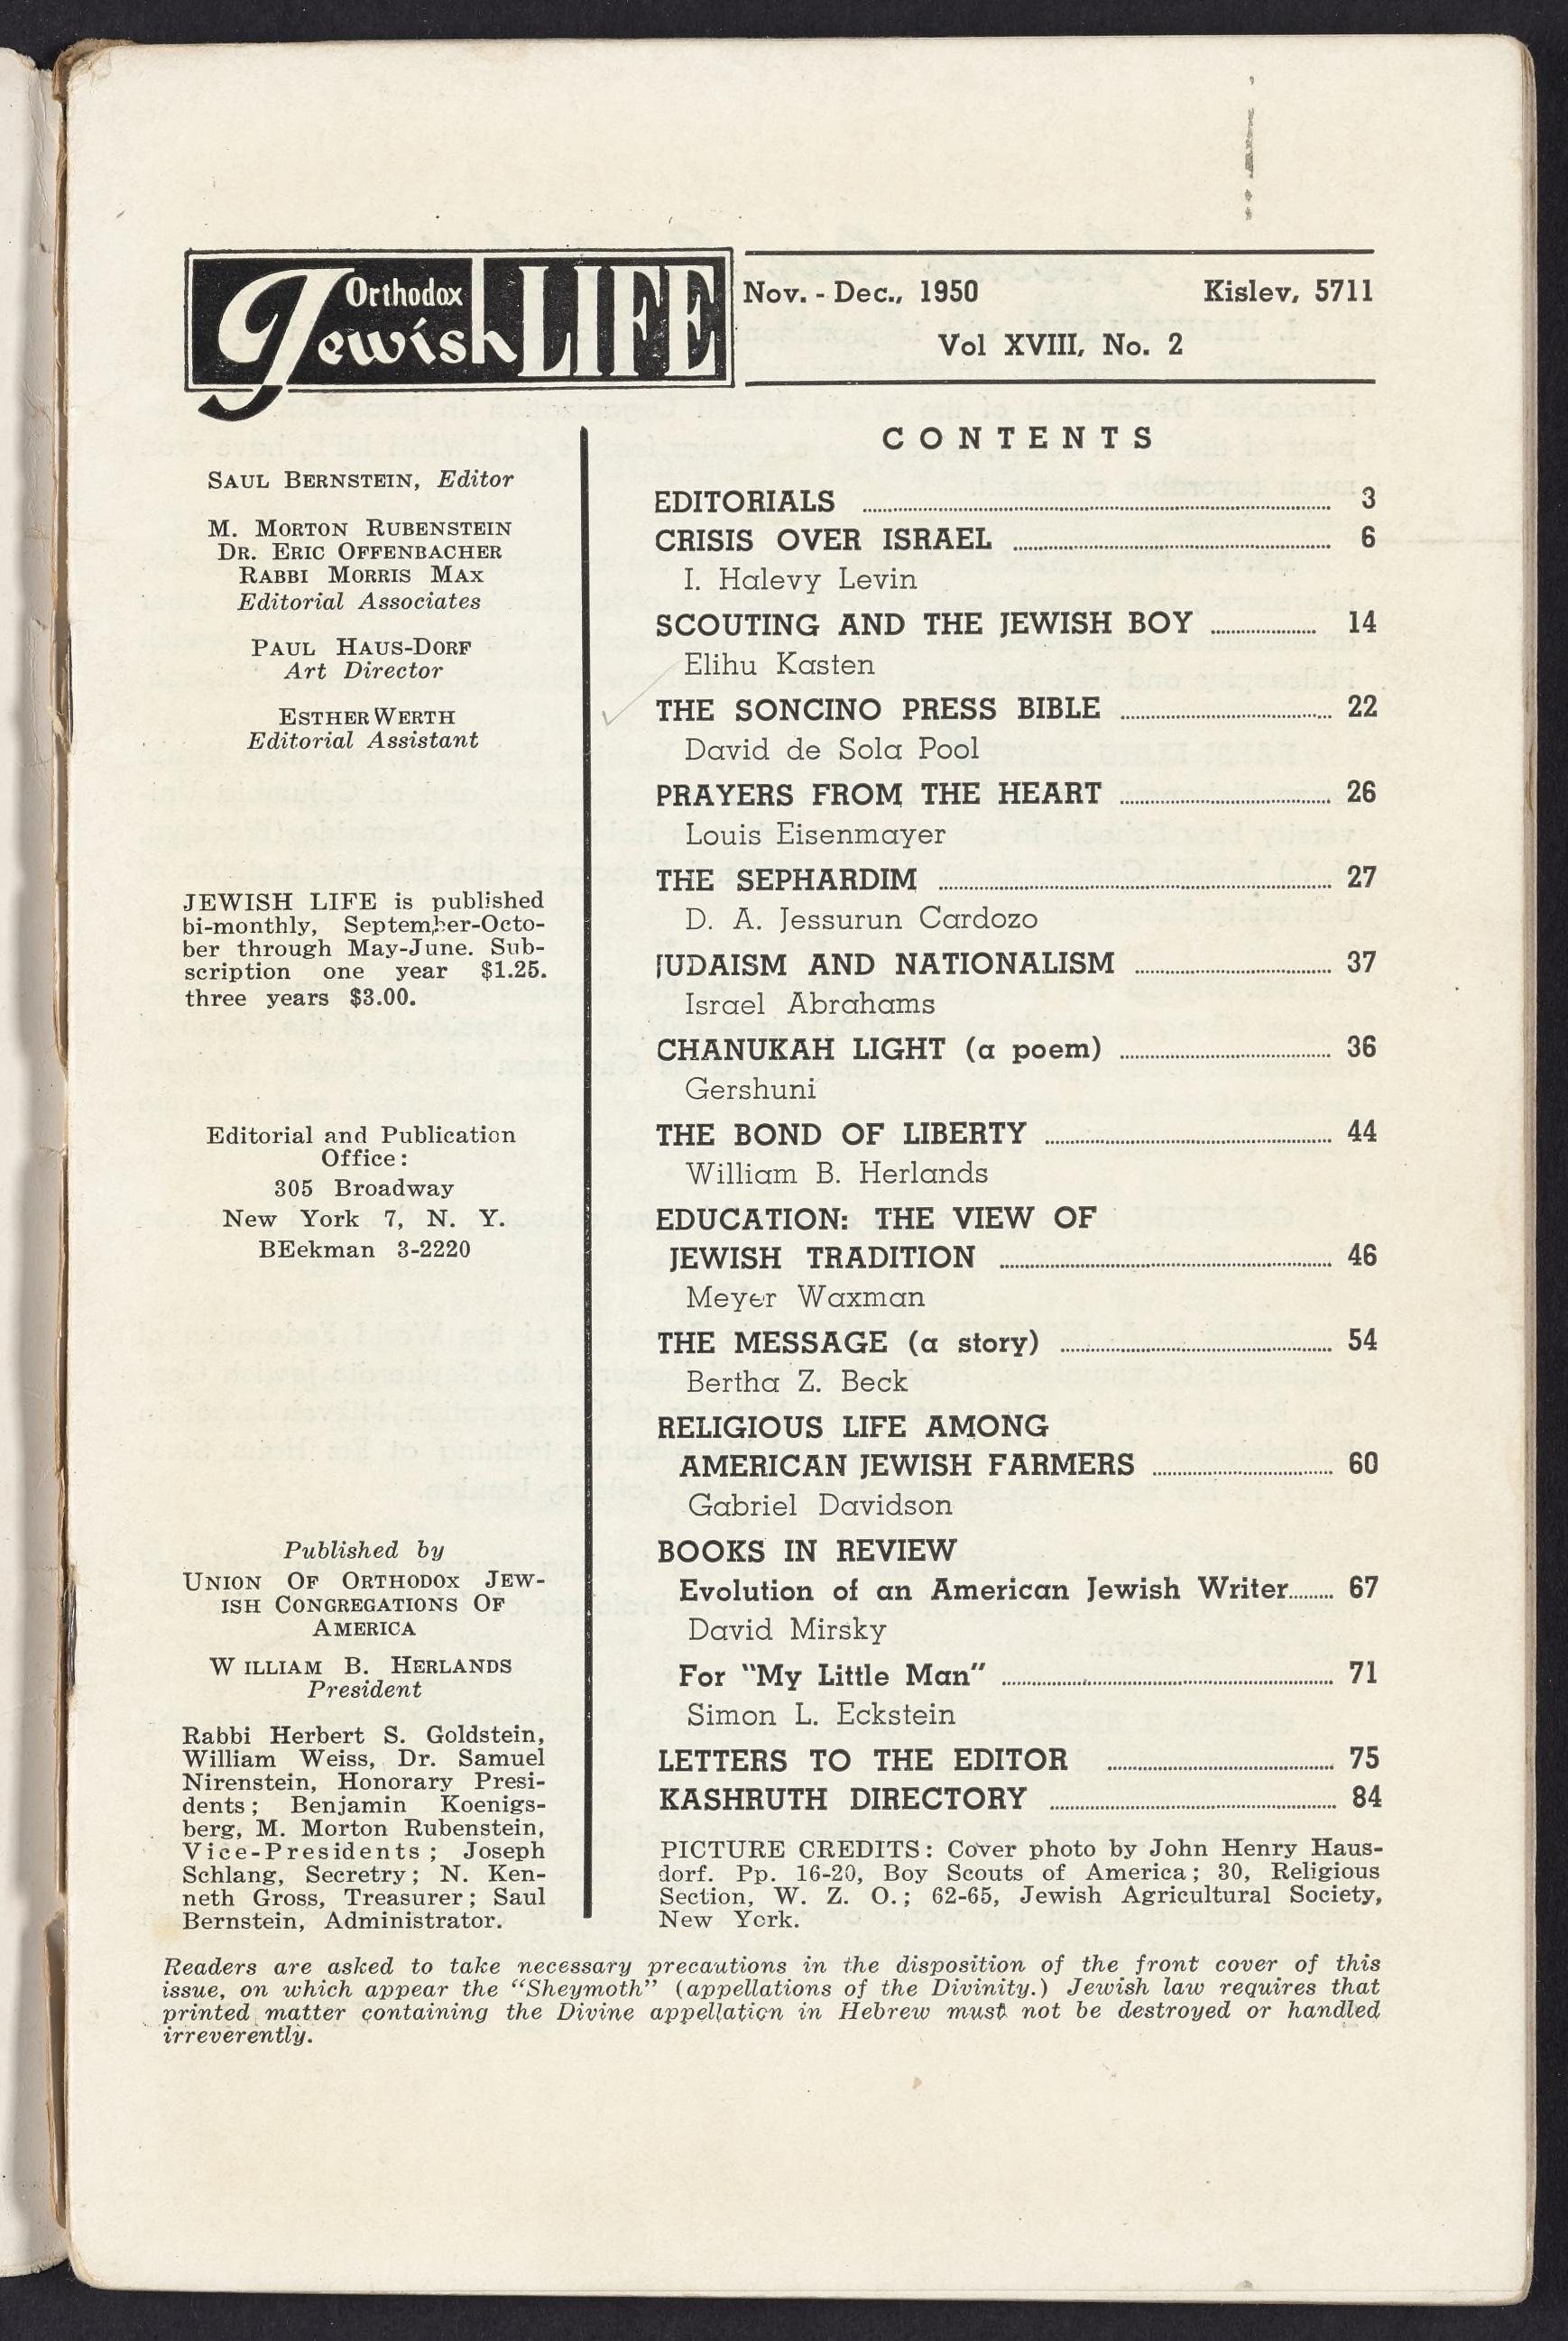 Orthodox
Jewish LIFE
Nov. - Dec., 1950 Kislev, 5711
Vol XVIII, No. 2
SAUL BERNSTEIN, Editor
M. MORTON RUBENSTEIN
DR. ERIC OFFENBACHER
RABBI MORRIS MAX
Editorial Associates
PAUL HAUS-DORF
Art Director
ESTHER WERTH
Editorial Assistant
JEWISH LIFE is published
bi-monthly, September-Octo-
ber through May-June. Sub-
scription one year $1.25.
three years $3.00.
Editorial and Publication
Office:
305 Broadway
New York 7, N. Y.
BEekman 3-2220
Published by
UNION OF ORTHODOX JEW-
ISH CONGREGATIONS OF
AMERICA
W ILLIAM B. HERLANDS
President
Rabbi Herbert S. Goldstein,
William Weiss, Dr. Samuel
Nirenstein, Honorary Presi-
dents; Benjamin Koenigs-
berg, M. Morton Rubenstein,
Vice-Presidents; Joseph
Schlang, Secretry; N. Ken-
neth Gross, Treasurer; Saul
Bernstein, Administrator.
CONTENTS
EDITORIALS 3
CRISIS OVER ISRAEL 6
I. Halevy Levin
SCOUTING AND THE JEWISH BOY 14
Elihu Kasten
THE SONCINO PRESS BIBLE 22
David de Sola Pool
PRAYERS FROM THE HEART 26
Louis Eisenmayer
THE SEPHARDIM 27
D. A. Jessurun Cardozo
JUDAISM AND NATIONALISM 37
Israel Abrahams
CHANUKAH LIGHT (a poem) 36
Gershuni
THE BOND OF LIBERTY 44
William B. Herlands
EDUCATION: THE VIEW OF
JEWISH TRADITION 46
Meyer Waxman
THE MESSAGE (a story) 54
Bertha Z. Beck
RELIGIOUS LIFE AMONG
AMERICAN JEWISH FARMERS 60
Gabriel Davidson
BOOKS IN REVIEW
Evolution of an American Jewish Writer 67
David Mirsky
For "My Little Man" 71
Simon L. Eckstein
LETTERS TO THE EDITOR 75
KASHRUTH DIRECTORY 84
PICTURE CREDITS: Cover photo by John Henry Haus-
dorf. Pp. 16-20, Boy Scouts of America; 30, Religious
Section, W. Z. O.; 62-65, Jewish Agricultural Society,
New York.
Readers are asked to take necessary precautions in the disposition of the front cover of this
issue, on which appear the "Sheymoth" (appellations of the Divinity.) Jewish law requires that
printed matter containing the Divine appellation in Hebrew must not be destroyed or handled
irreverently.